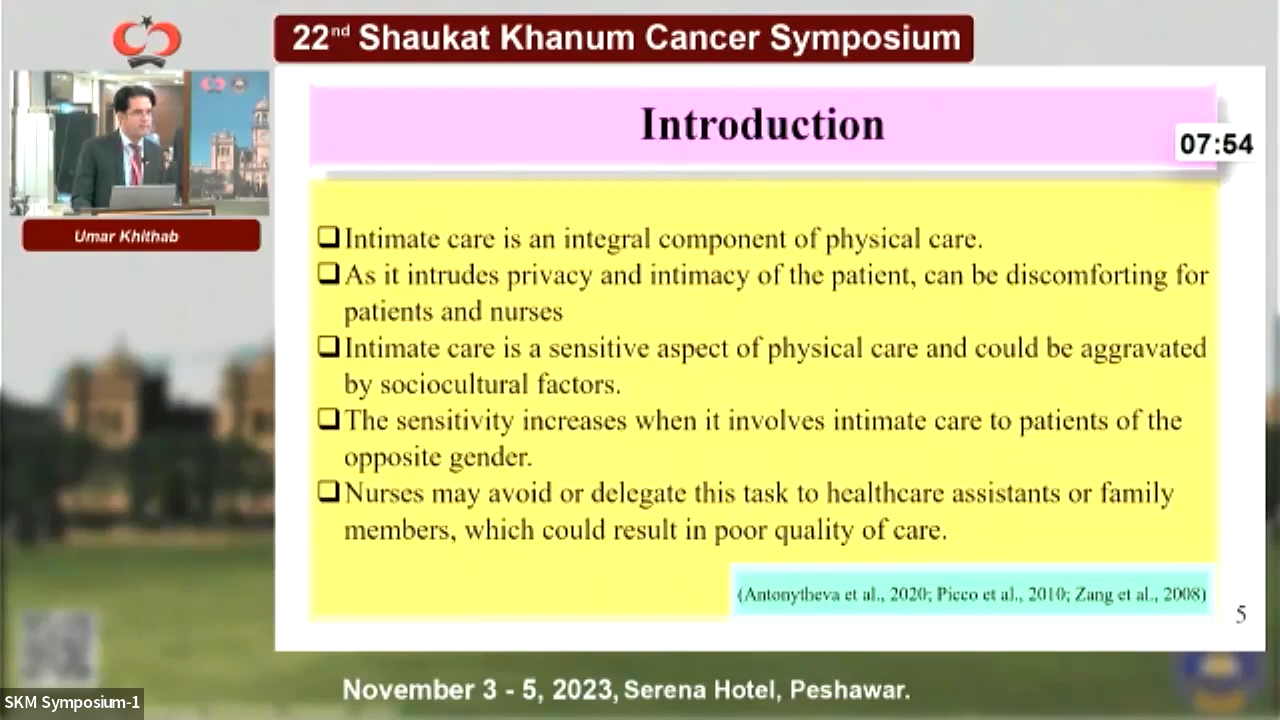 22nd Shaukat Khanum Cancer Symposium
Umar Khithab
Introduction
07:54
❑Intimate care is an integral component of physical care.
❑As it intrudes privacy and intimacy of the patient, can be discomforting for
patients and nurses
❑Intimate care is a sensitive aspect of physical care and could be aggravated
by sociocultural factors.
❑The sensitivity increases when it involves intimate care to patients of the
opposite gender.
❑Nurses may avoid or delegate this task to healthcare assistants or family
members, which could result in poor quality of care.
(Antonytheva et al., 2020; Picco et al., 2010; Zang et al., 2008)
5
November 3 - 5, 2023, Serena Hotel, Peshawar.
SKM Symposium-1